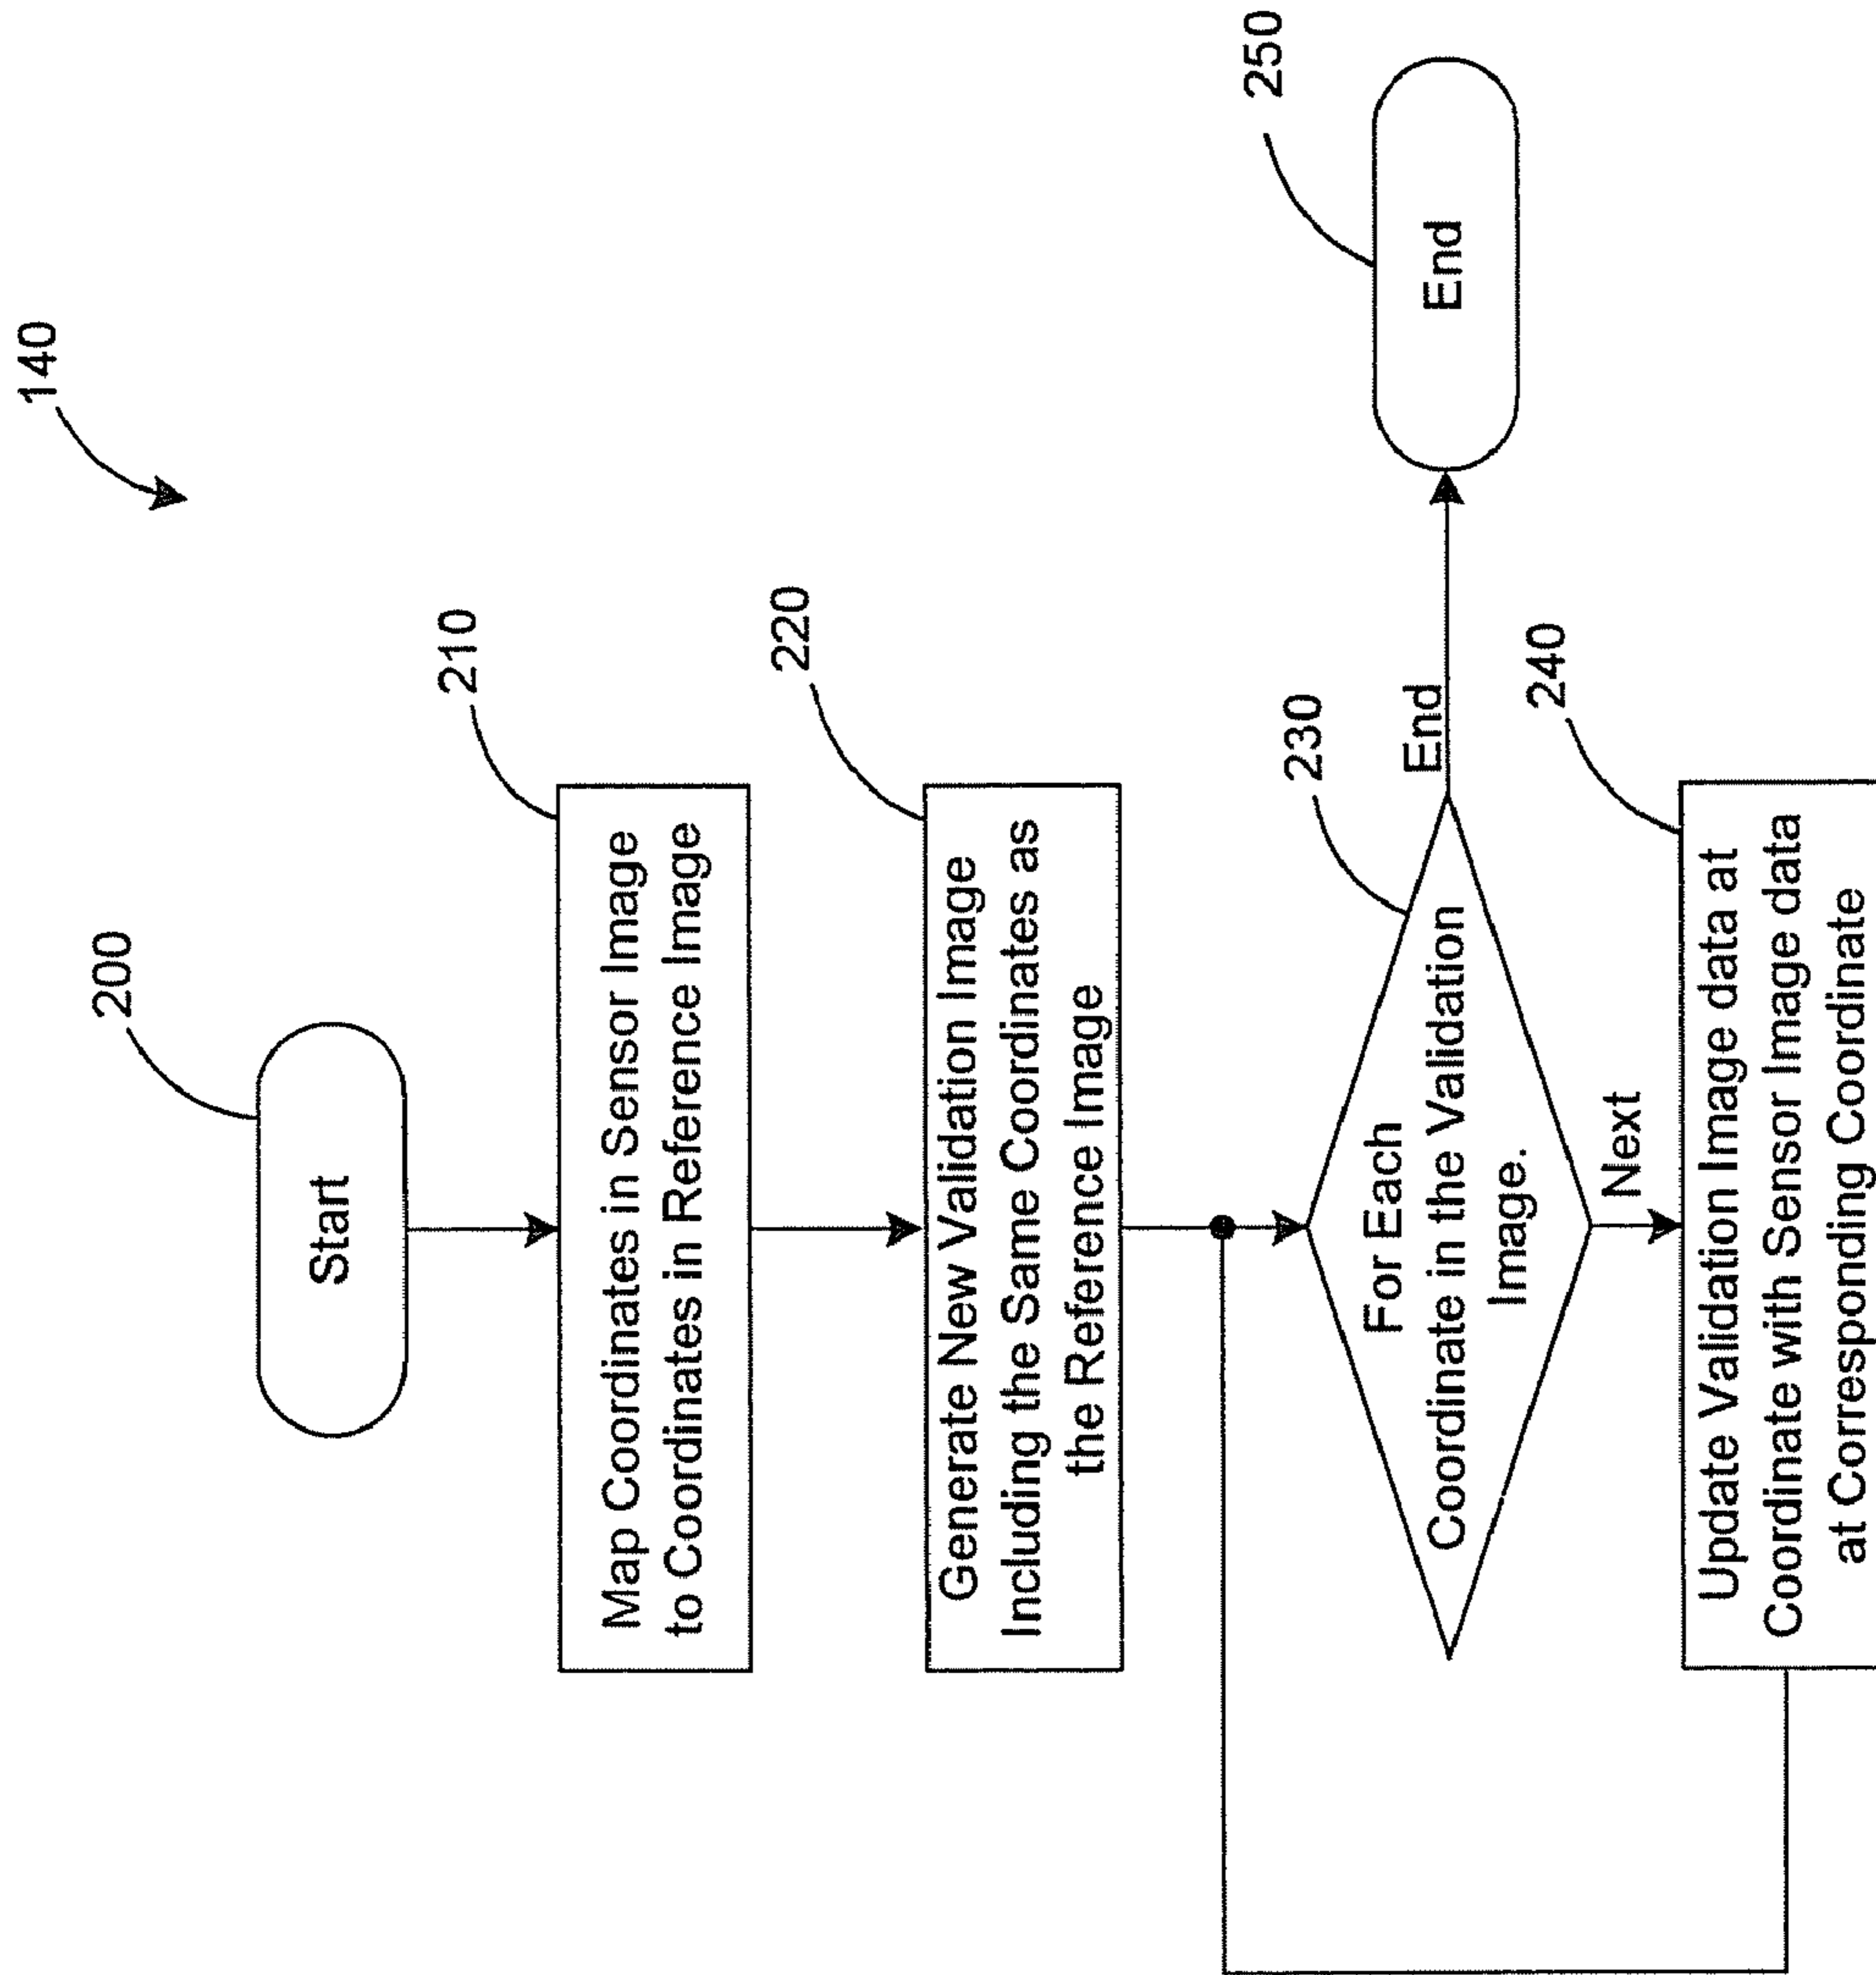 140
200
Start
210
Map Coordinates in Sensor Image
to Coordinates in Reference Image
220
Generate New Validation Image
Including the Same Coordinates as
the Reference Image
230
For Each
Coordinate in the Validation
Image.
End
250
End
Next
240
Update Validation Image data at
Coordinate with Sensor Image data
at Corresponding Coordinate